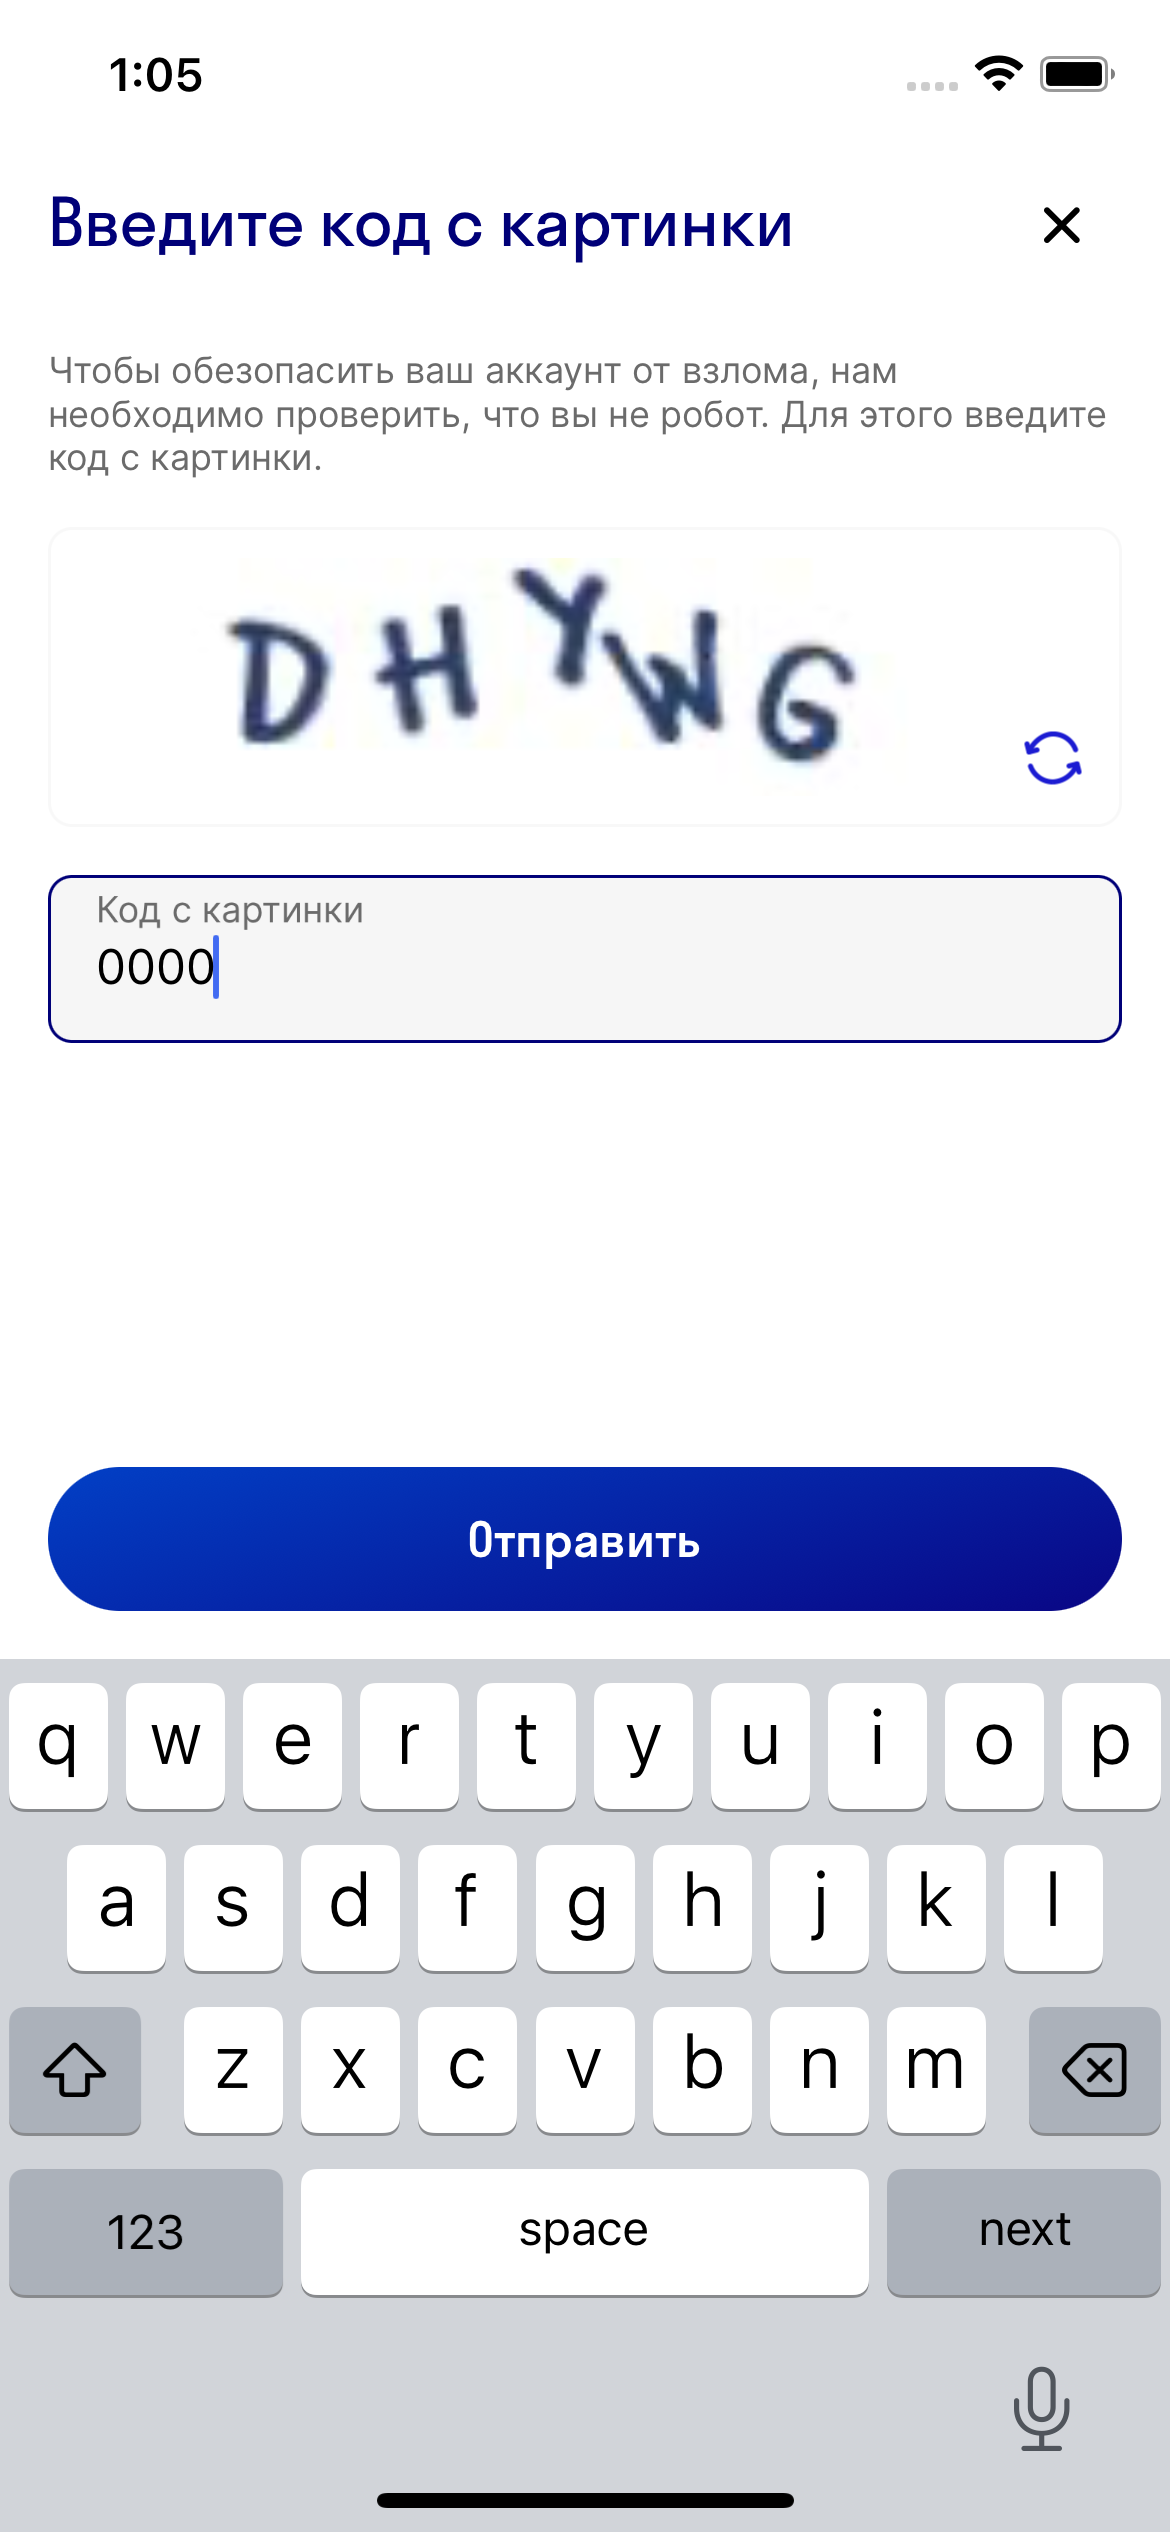 1:05
Введите код с картинки
Чтобы обезопасить ваш аккаунт от взлома, нам
необходимо проверить, что вы не робот. Для этого введите
код с картинки.
DHYWG
Код с картинки
0000
Отправить
q w e r t y u i o p
a s d f g h j k l
z x c v b n m
123 space next